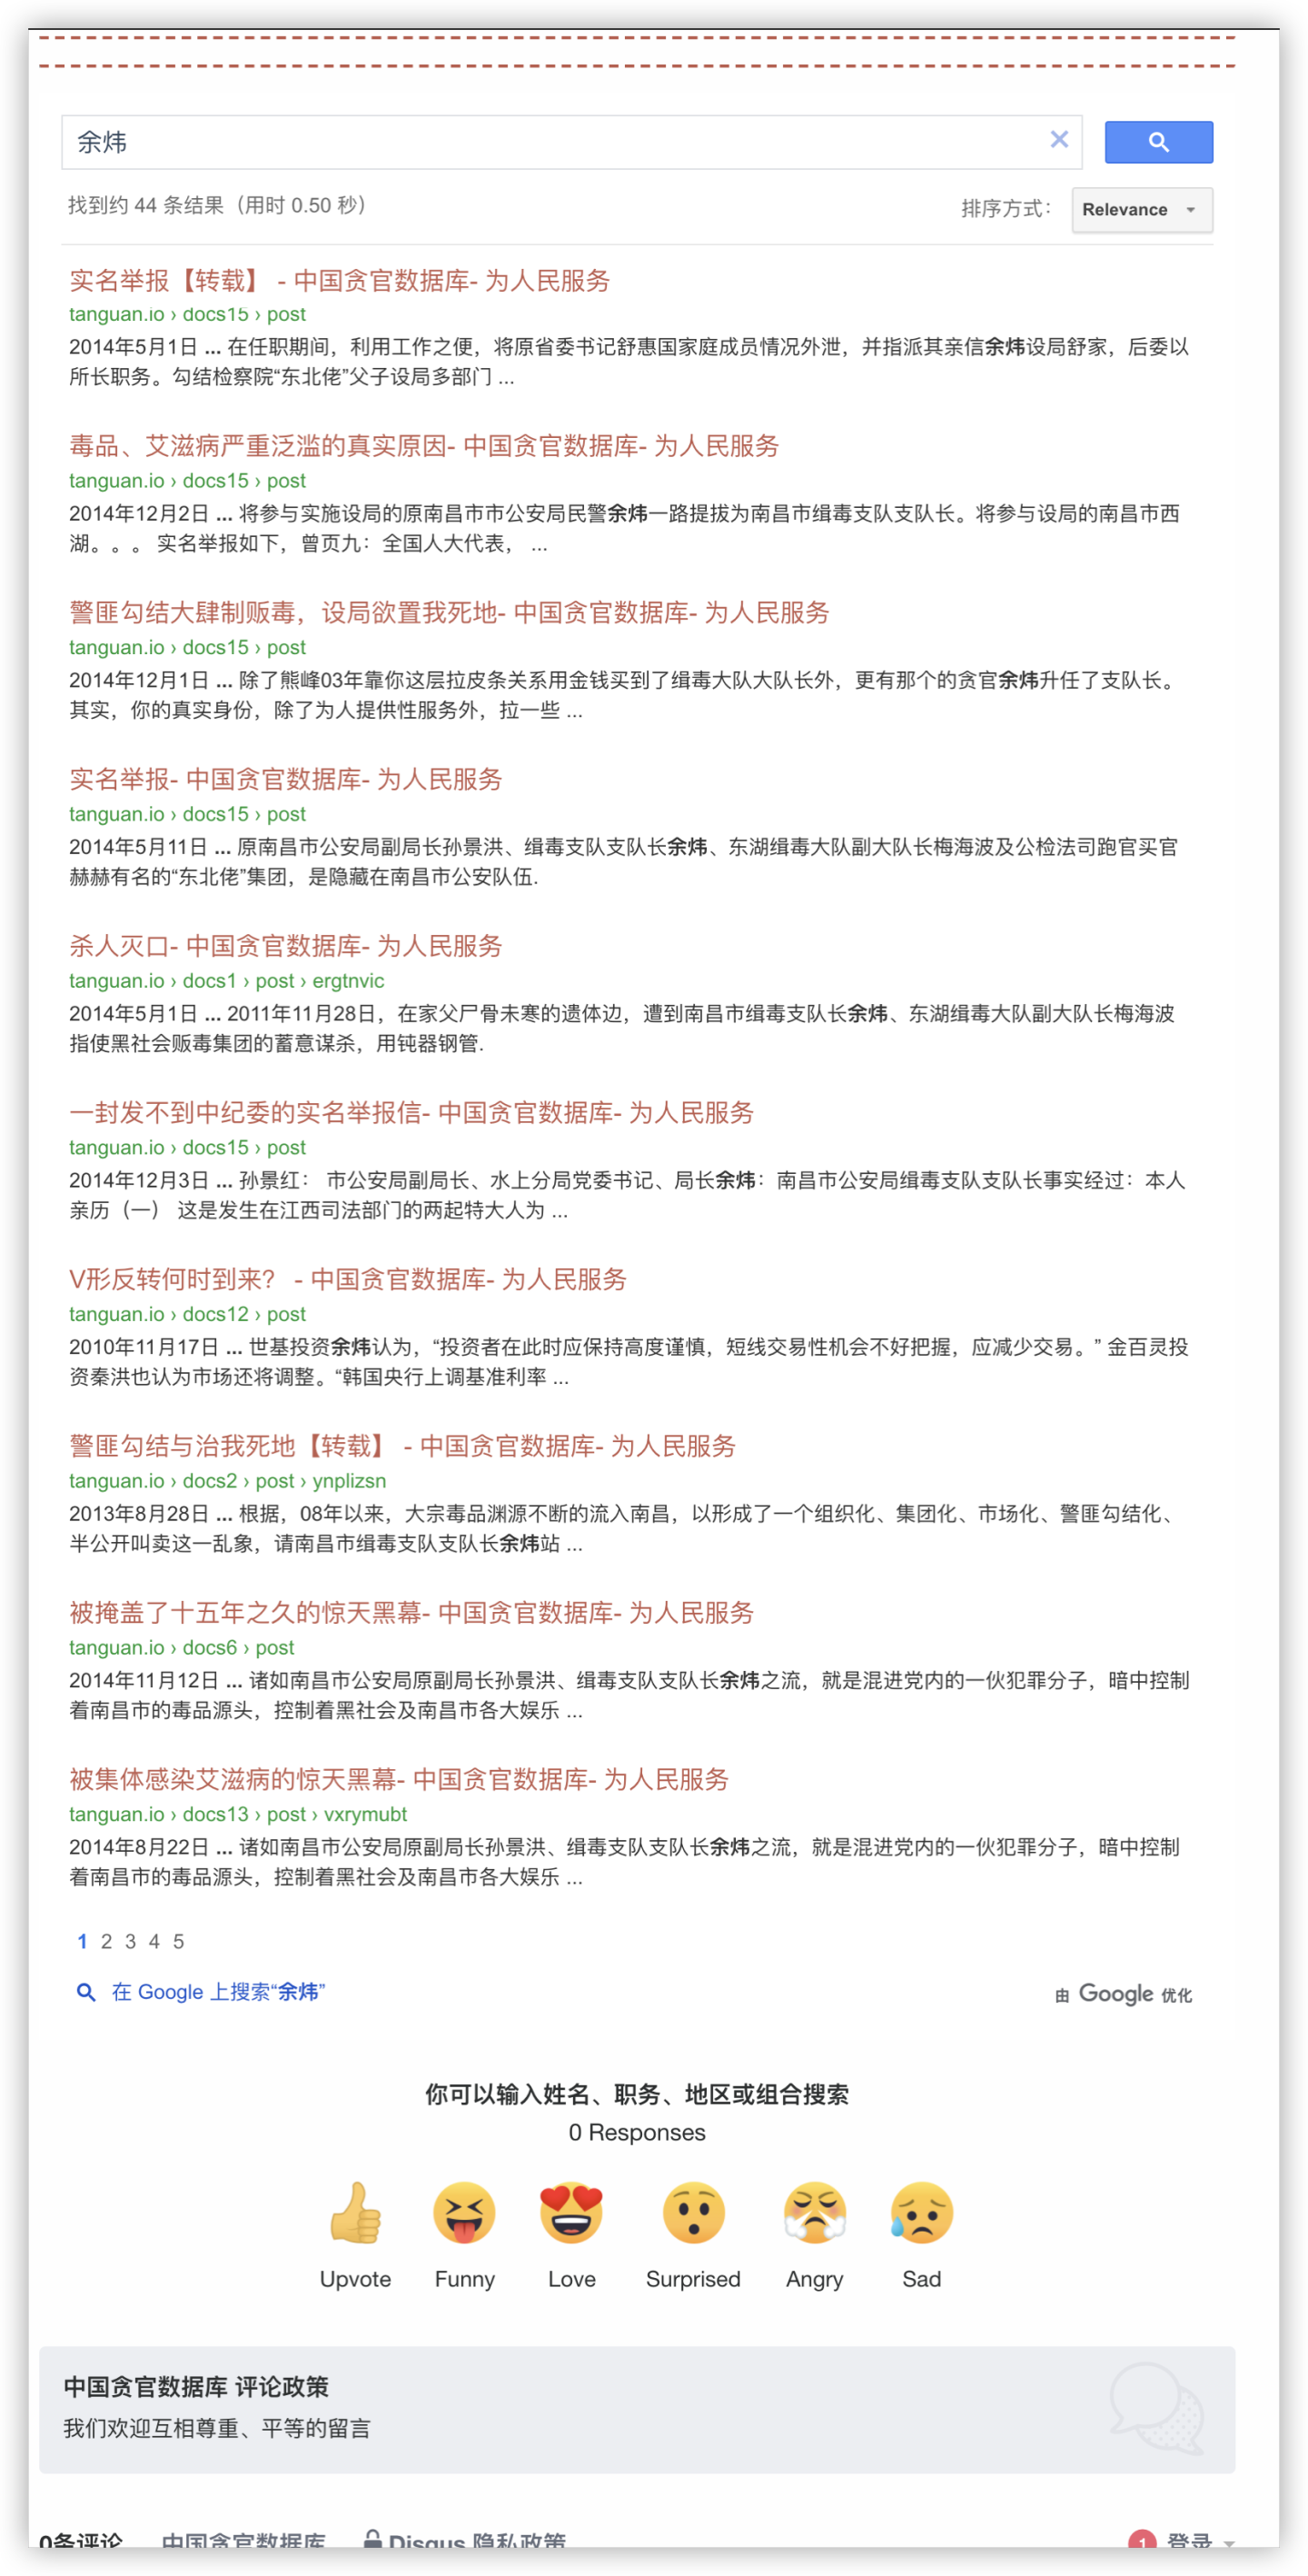 余炜
找到约 44 条结果（用时 0.50 秒）
排序方式： Relevance
实名举报【转载】 - 中国贪官数据库- 为人民服务
tanguan.io › docs15 › post
2014年5月1日 ... 在任职期间，利用工作之便，将原省委书记舒惠国家庭成员情况外泄，并指派其亲信余炜设局舒家，后委以
所长职务。勾结检察院“东北佬”父子设局多部门 ...
毒品、艾滋病严重泛滥的真实原因- 中国贪官数据库- 为人民服务
tanguan.io › docs15 › post
2014年12月2日 ... 将参与实施设局的原南昌市市公安局民警余炜一路提拔为南昌市缉毒支队支队长。将参与设局的南昌市西
湖。。。 实名举报如下，曾页九：全国人大代表， ...
警匪勾结大肆制贩毒，设局欲置我死地- 中国贪官数据库- 为人民服务
tanguan.io › docs15 › post
2014年12月1日 ... 除了熊峰03年靠你这层拉皮条关系用金钱买到了缉毒大队大队长外，更有那个的贪官余炜升任了支队长。
其实，你的真实身份，除了为人提供性服务外，拉一些 ...
实名举报- 中国贪官数据库- 为人民服务
tanguan.io › docs15 › post
2014年5月11日 ... 原南昌市公安局副局长孙景洪、缉毒支队支队长余炜、东湖缉毒大队副大队长梅海波及公检法司跑官买官
赫赫有名的“东北佬”集团，是隐藏在南昌市公安队伍.
杀人灭口- 中国贪官数据库- 为人民服务
tanguan.io › docs1 › post › ergtnvic
2014年5月1日 ... 2011年11月28日，在家父尸骨未寒的遗体边，遭到南昌市缉毒支队长余炜、东湖缉毒大队副大队长梅海波
指使黑社会贩毒集团的蓄意谋杀，用钝器钢管.
一封发不到中纪委的实名举报信- 中国贪官数据库- 为人民服务
tanguan.io › docs15 › post
2014年12月3日 ... 孙景红： 市公安局副局长、水上分局党委书记、局长余炜：南昌市公安局缉毒支队支队长事实经过：本人
亲历（一） 这是发生在江西司法部门的两起特大人为 ...
V形反转何时到来？ - 中国贪官数据库- 为人民服务
tanguan.io › docs12 › post
2010年11月17日 ... 世基投资余炜认为，“投资者在此时应保持高度谨慎，短线交易性机会不好把握，应减少交易。” 金百灵投
资秦洪也认为市场还将调整。“韩国央行上调基准利率 ...
警匪勾结与治我死地【转载】 - 中国贪官数据库- 为人民服务
tanguan.io › docs2 › post › ynplizsn
2013年8月28日 ... 根据，08年以来，大宗毒品渊源不断的流入南昌，以形成了一个组织化、集团化、市场化、警匪勾结化、
半公开叫卖这一乱象，请南昌市缉毒支队支队长余炜站 ...
被掩盖了十五年之久的惊天黑幕- 中国贪官数据库- 为人民服务
tanguan.io › docs6 › post
2014年11月12日 ... 诸如南昌市公安局原副局长孙景洪、缉毒支队支队长余炜之流，就是混进党内的一伙犯罪分子，暗中控制
着南昌市的毒品源头，控制着黑社会及南昌市各大娱乐 ...
被集体感染艾滋病的惊天黑幕- 中国贪官数据库- 为人民服务
tanguan.io › docs13 › post › vxrymubt
2014年8月22日 ... 诸如南昌市公安局原副局长孙景洪、缉毒支队支队长余炜之流，就是混进党内的一伙犯罪分子，暗中控制
着南昌市的毒品源头，控制着黑社会及南昌市各大娱乐 ...
1 2 3 4 5
在 Google 上搜索“余炜”
由 Google 优化
你可以输入姓名、职务、地区或组合搜索
0 Responses
Upvote Funny Love Surprised Angry Sad
中国贪官数据库 评论政策
我们欢迎互相尊重、平等的留言
0条评论 中国贪官数据库 Disqus 隐私政策 1 登录